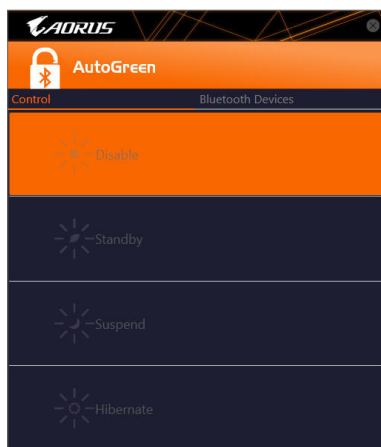 AORUS
AutoGreen
Control Bluetooth Devices
Disable
Standby
Suspend
Hibernate